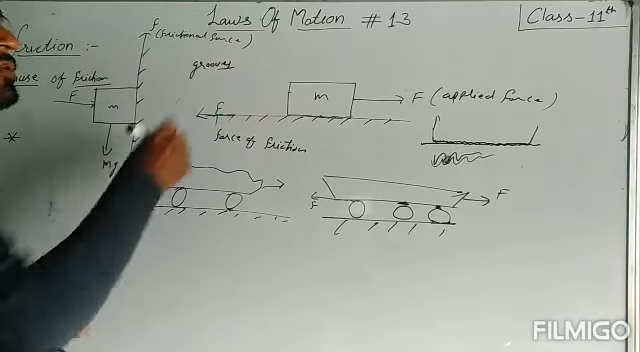 Laws Of Motion # 13
Class-11th
f
(frictional force)
Friction :-
grooves
cause of friction
F
m
mg
m
F (applied force)
f
force of friction
*
F
f
FILMIGO